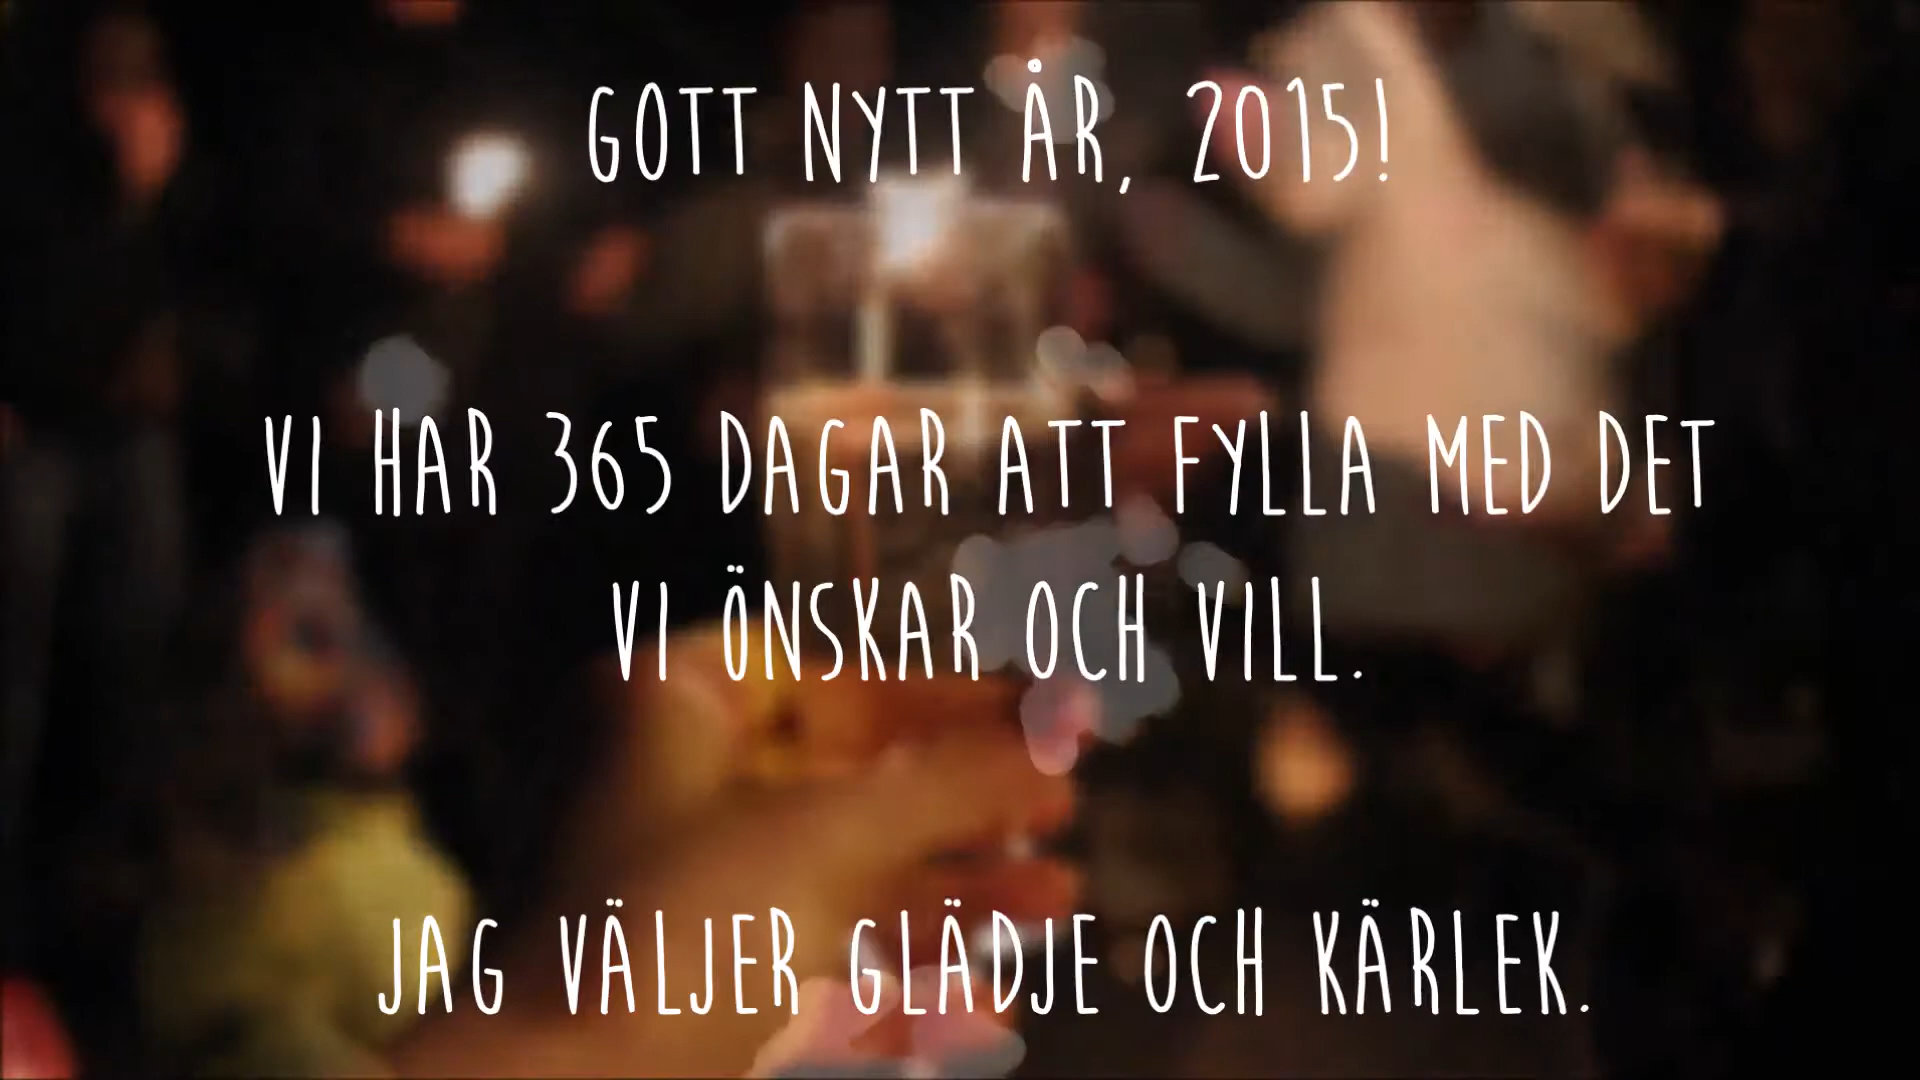 GOTT NYTT ÅR, 2015!
VI HAR 365 DAGAR ATT FYLLA MED DET
VI ÖNSKAR OCH VILL.
JAG VÄLJER GLÄDJE OCH KÄRLEK.